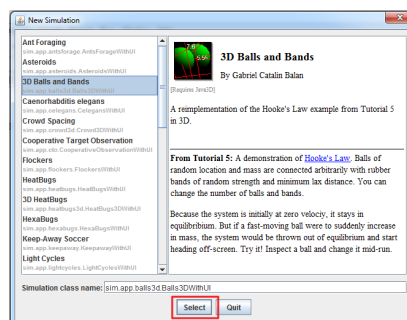 New Simulation
Ant Foraging
sim.app.antsforage.AntsForageWithUI
Asteroids
sim.app.asteroids.AsteroidsWithUI
3D Balls and Bands
sim.app.balls3d.Balls3DWithUI
Caenorhabditis elegans
sim.app.celegans.CelegansWithUI
Crowd Spacing
sim.app.crowd3d.Crowd3DWithUI
Cooperative Target Observation
sim.app.cto.CooperativeObservationWithUI
Flockers
sim.app.flockers.FlockersWithUI
HeatBugs
sim.app.heatbugs.HeatBugsWithUI
3D HeatBugs
sim.app.heatbugs3d.HeatBugs3DWithUI
HexaBugs
sim.app.hexabugs.HexaBugsWithUI
Keep-Away Soccer
sim.app.keepaway.KeepawayWithUI
Light Cycles
sim.app.lightcycles.LightCyclesWithUI
3D Balls and Bands
By Gabriel Catalin Balan
[Requires Java3D]
A reimplementation of the Hooke's Law example from Tutorial 5
in 3D.
From Tutorial 5: A demonstration of Hooke's Law. Balls of
random location and mass are connected arbitrarily with rubber
bands of random strength and minimum lax distance. You can
change the number of balls and bands.
Because the system is initially at zero velociy, it stays in
equilibribium. But if a fast-moving ball were to suddenly increase
in mass, the system would be thrown out of equilibrium and start
heading off-screen. Try it! Inspect a ball and change it mid-run.
Simulation class name: sim.app.balls3d.Balls3DWithUI
Select Quit